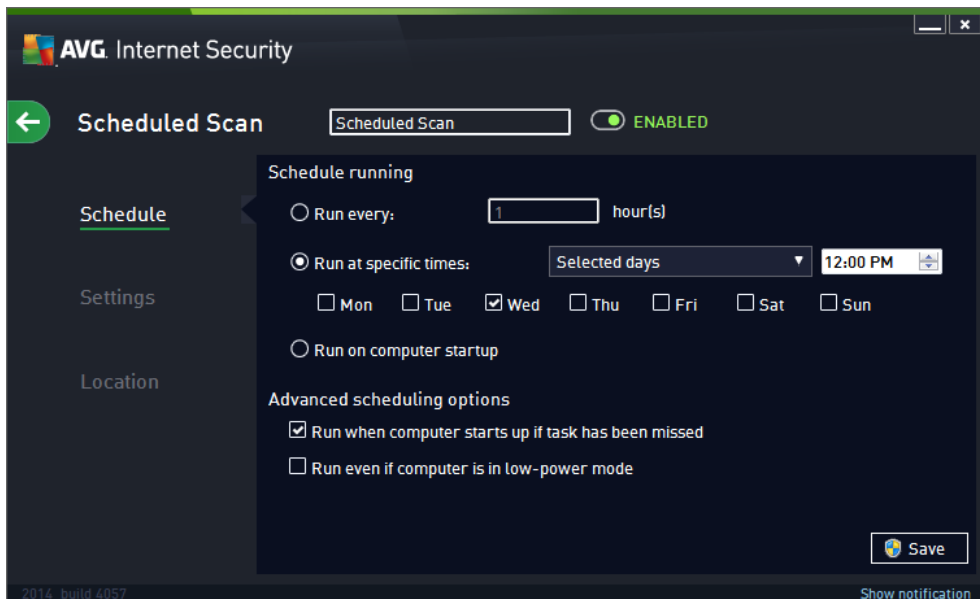 AVG. Internet Security
Scheduled Scan
Scheduled Scan
ENABLED
Schedule
Settings
Location
Schedule running
Run every:
1
hour(s)
Run at specific times:
Selected days
12:00 PM
Mon
Tue
Wed
Thu
Fri
Sat
Sun
Run on computer startup
Advanced scheduling options
Run when computer starts up if task has been missed
Run even if computer is in low-power mode
Save
2014 build 4057
Show notification